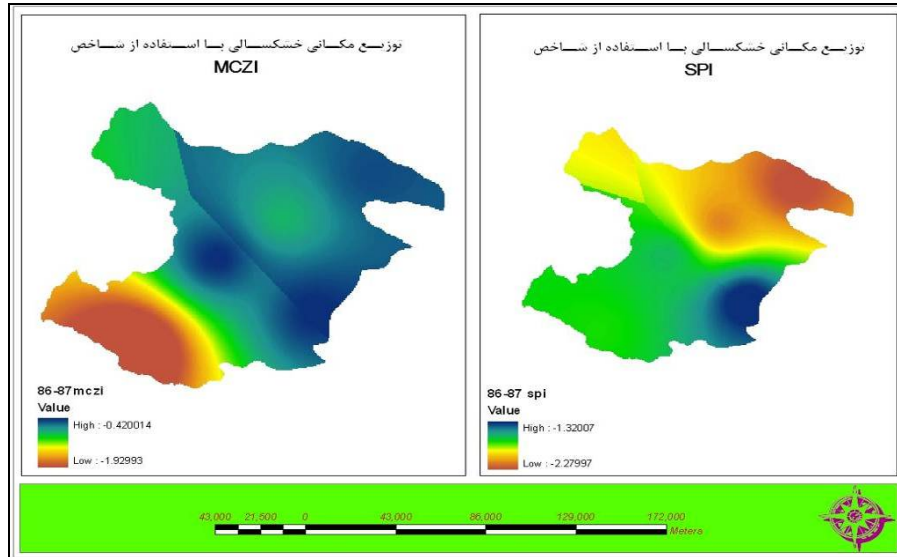 توزیع مکانی خشکسالی با استفاده از شاخص
MCZI
86-87mczi
Value
High : -0.420014
Low : -1.92993
توزیع مکانی خشکسالی با استفاده از شاخص
SPI
86-87 spi
Value
High : -1.32007
Low : -2.27997
43,000 21,500 0 43,000 86,000 129,000 172,000
Meters